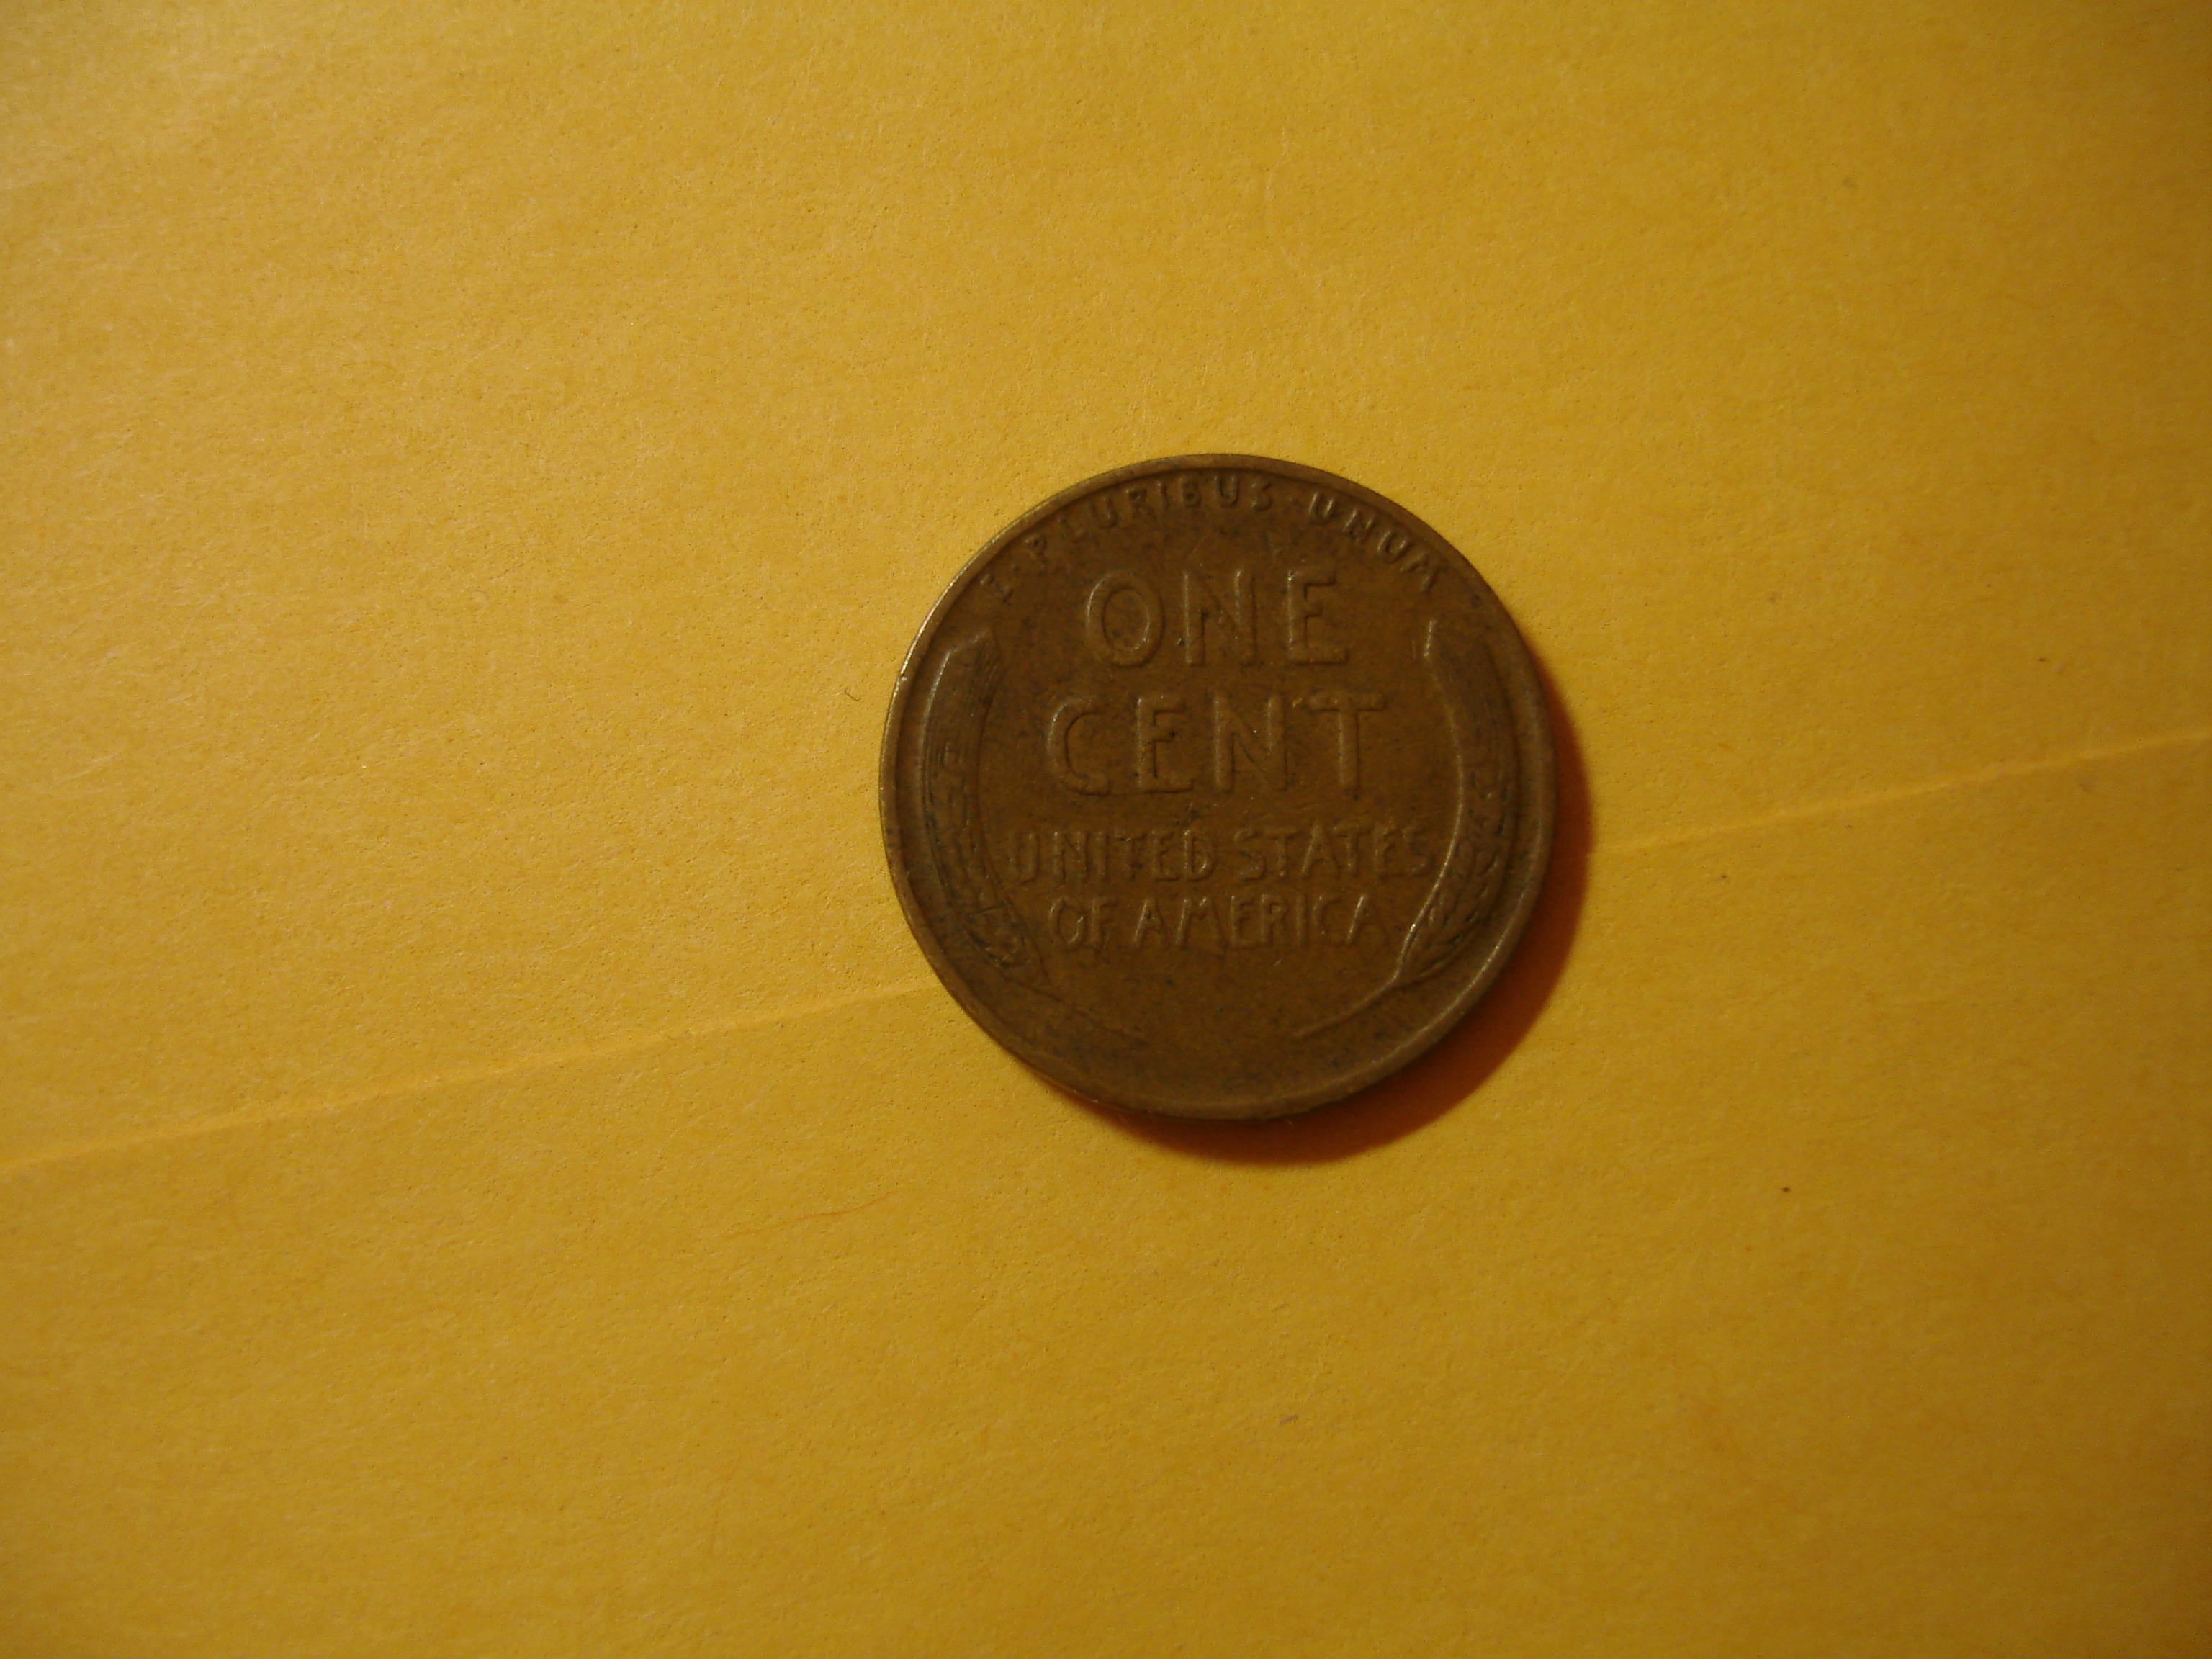 E·PLURIBUS·UNUM
ONE
CENT
UNITED STATES
OF AMERICA